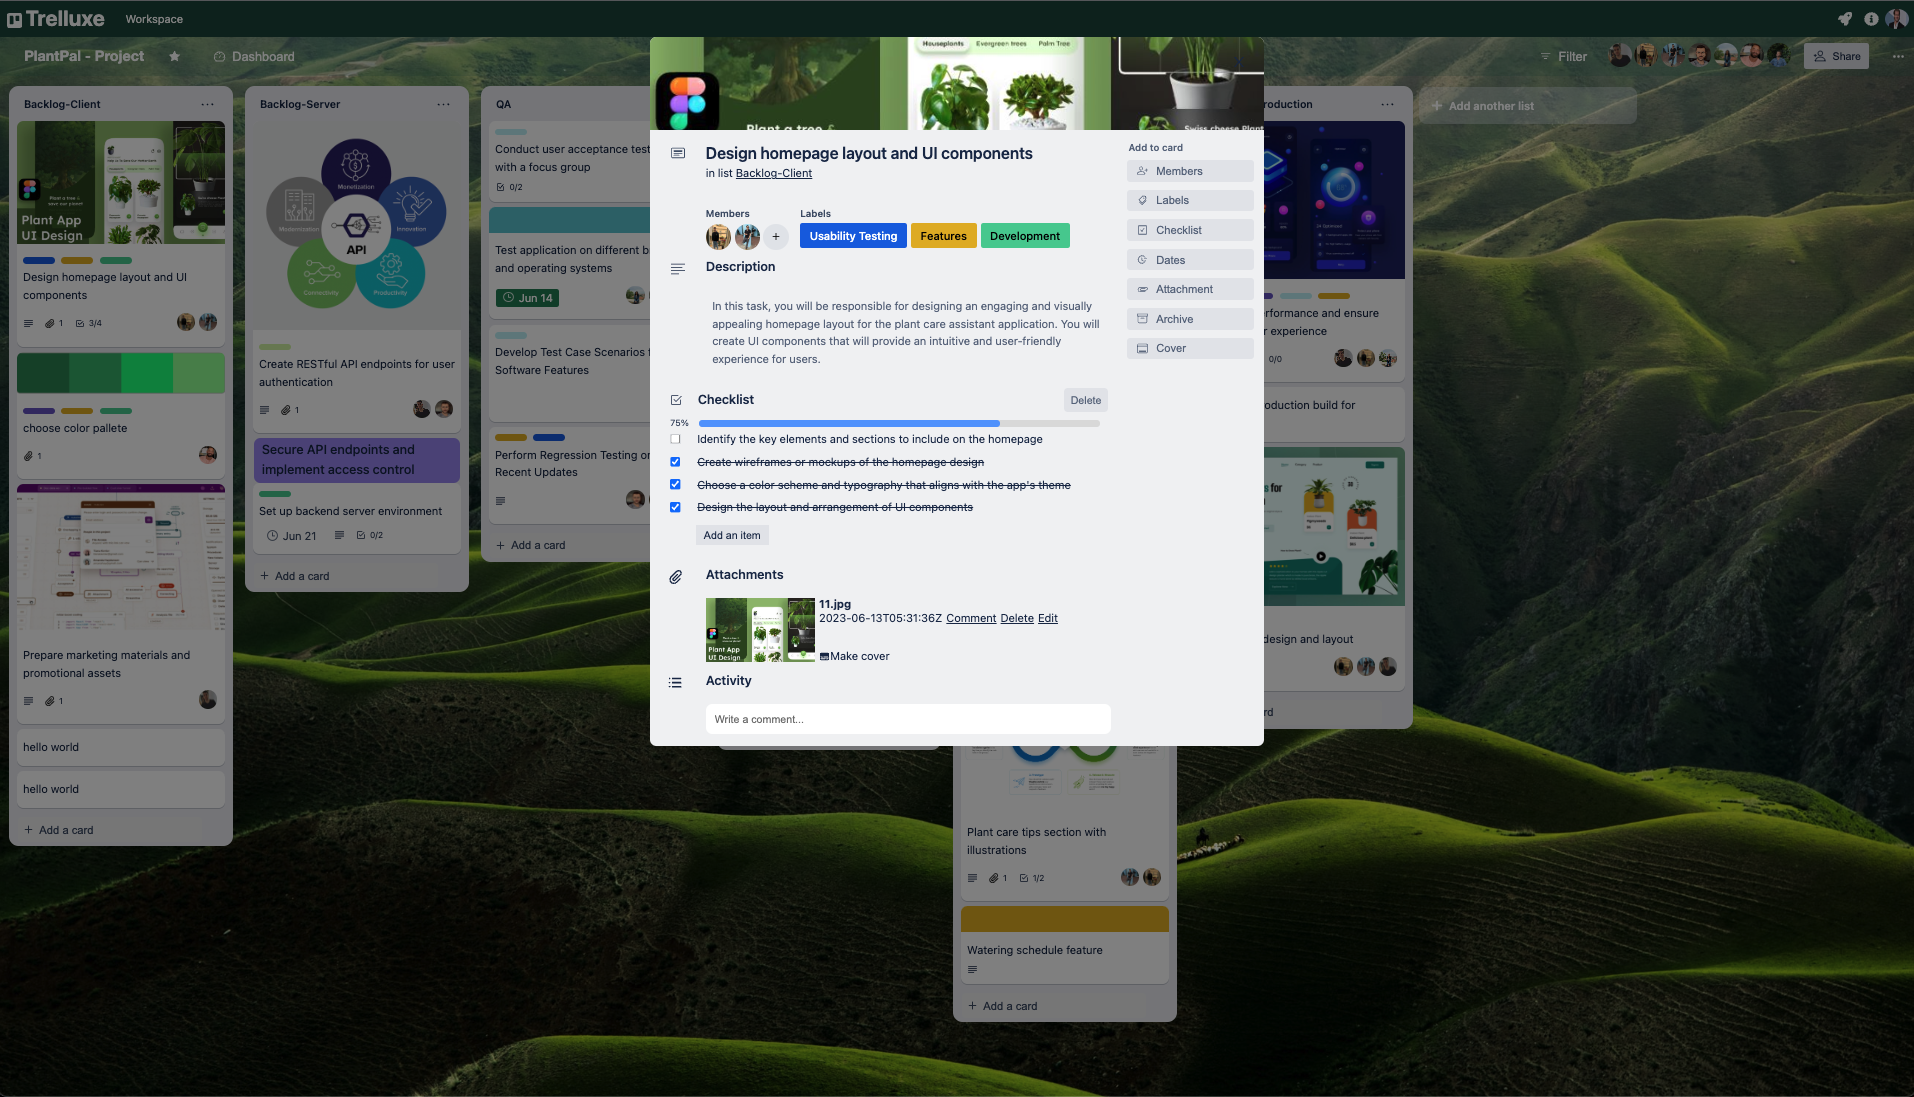 Trelluxe
Workspace
PlantPal - Project
Dashboard
Filter
Share
Backlog-Client
Plant a tree &
save our planet
Plant App
UI Design
Design homepage layout and UI
components
1
3/4
choose color pallete
1
Prepare marketing materials and
promotional assets
1
hello world
hello world
+ Add a card
Backlog-Server
Monetization
Modernization
Innovation
API
Connectivity
Productivity
Create RESTful API endpoints for user
authentication
1
Secure API endpoints and
implement access control
Set up backend server environment
Jun 21
0/2
+ Add a card
QA
Conduct user acceptance test
with a focus group
0/2
Test application on different b
and operating systems
Jun 14
Develop Test Case Scenarios f
Software Features
Perform Regression Testing on
Recent Updates
+ Add a card
Houseplants
Evergreen trees
Palm Tree
Plant a tree &
Swiss cheese Plant
Design homepage layout and UI components
in list Backlog-Client
Members
+
Labels
Usability Testing
Features
Development
Description
In this task, you will be responsible for designing an engaging and visually
appealing homepage layout for the plant care assistant application. You will
create UI components that will provide an intuitive and user-friendly
experience for users.
Checklist
Delete
75%
Identify the key elements and sections to include on the homepage
Create wireframes or mockups of the homepage design
Choose a color scheme and typography that aligns with the app's theme
Design the layout and arrangement of UI components
Add an item
Attachments
Plant App
UI Design
11.jpg
2023-06-13T05:31:36Z Comment Delete Edit
Make cover
Activity
Write a comment...
Add to card
Members
Labels
Checklist
Dates
Attachment
Archive
Cover
Plant care tips section with
illustrations
1
1/2
Watering schedule feature
+ Add a card
roduction
erformance and ensure
r experience
0/0
oduction build for
s for
design and layout
rd
+ Add another list